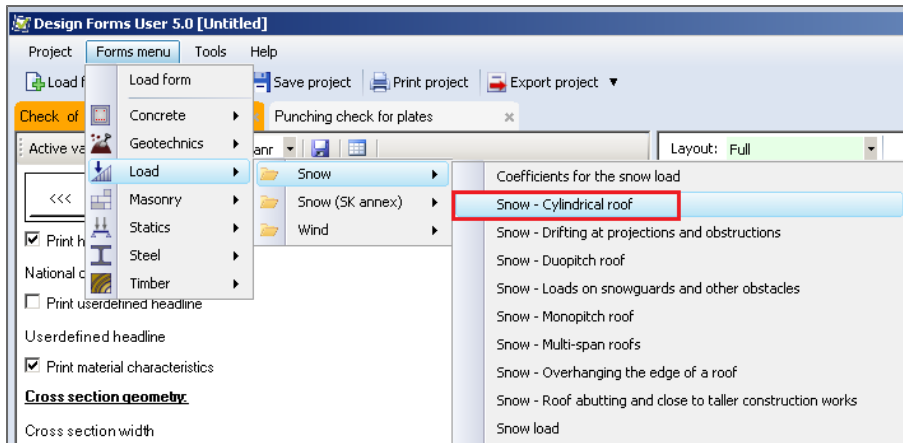 Design Forms User 5.0 [Untitled]
Project Forms menu Tools Help
Load Save project Print project Export project
Check of Punching check for plates
Active Layout: Full
Load form
Concrete
Geotechnics
Load
Masonry
Statics
Steel
Timber
Snow
Snow (SK annex)
Wind
Coefficients for the snow load
Snow - Cylindrical roof
Snow - Drifting at projections and obstructions
Snow - Duopitch roof
Snow - Loads on snowguards and other obstacles
Snow - Monopitch roof
Snow - Multi-span roofs
Snow - Overhanging the edge of a roof
Snow - Roof abutting and close to taller construction works
Snow load
<<<
Print
National
Print userdefined headline
Userdefined headline
Print material characteristics
Cross section geometry:
Cross section width